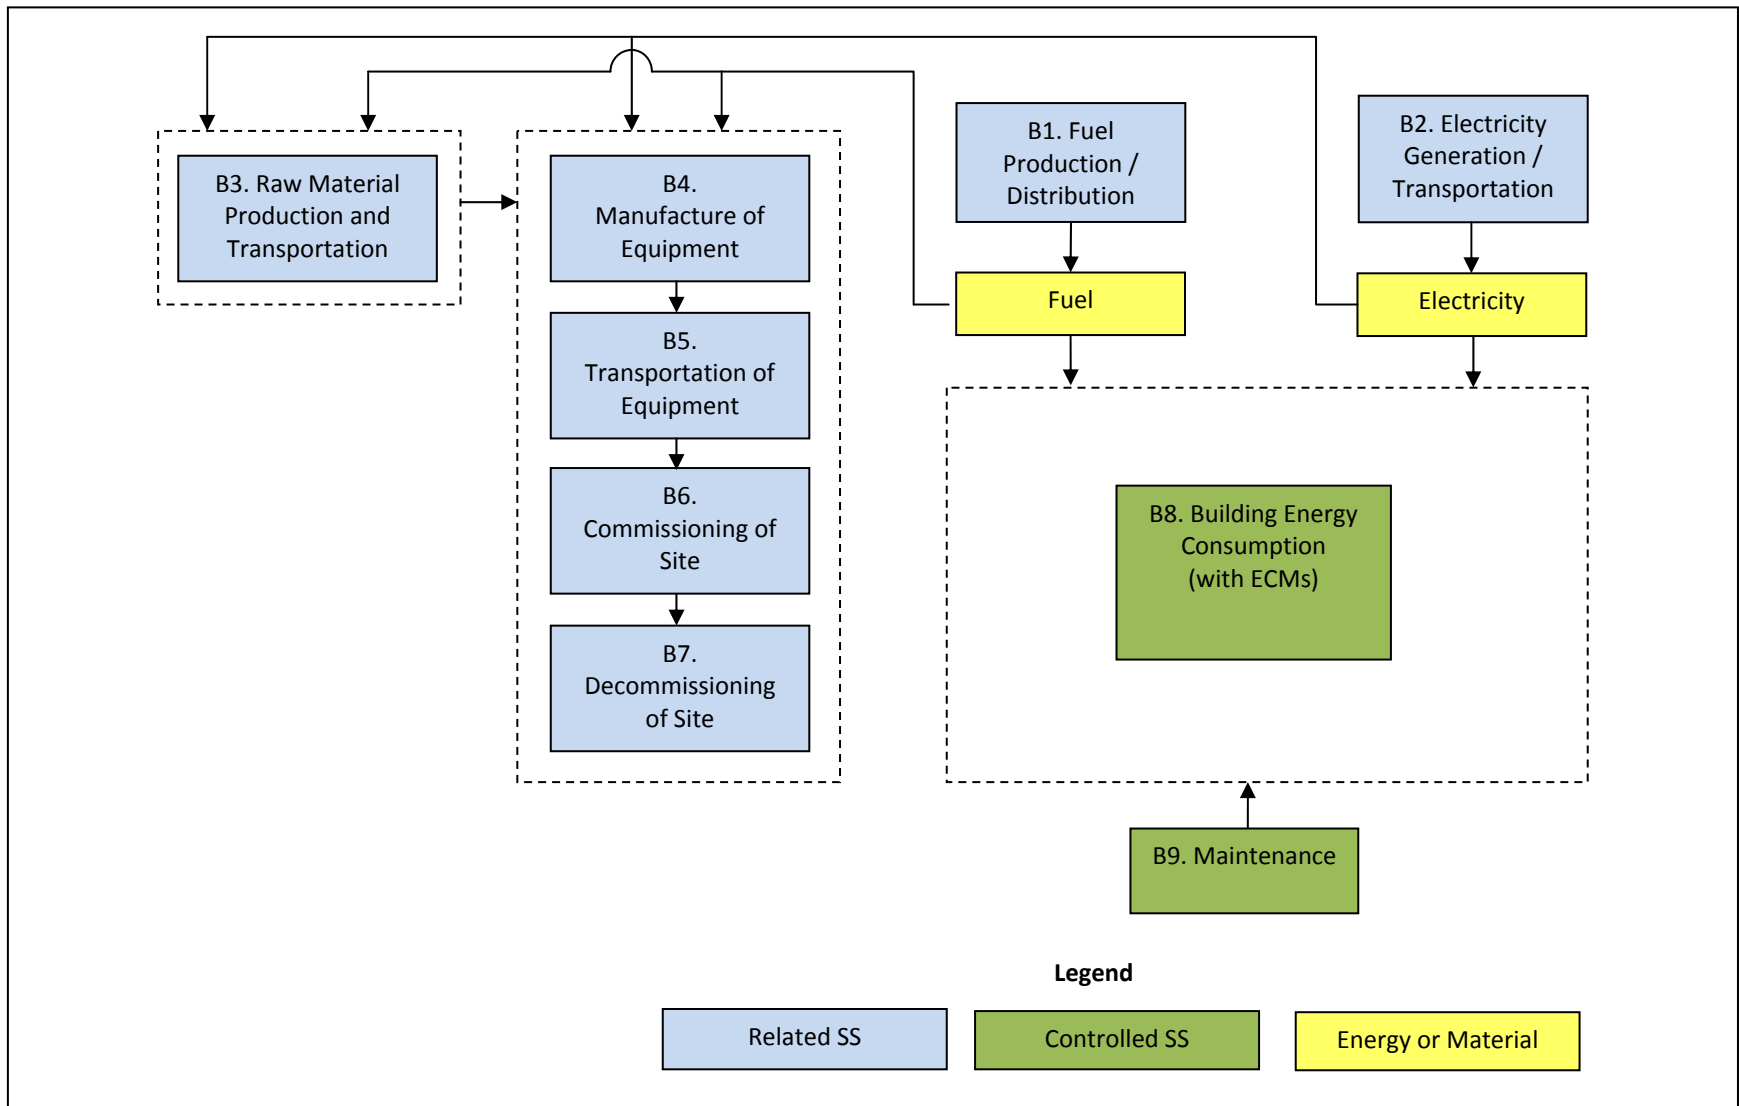 B1. Fuel
Production /
Distribution
B2. Electricity
Generation /
Transportation
B3. Raw Material
Production and
Transportation
B4.
Manufacture of
Equipment
Fuel
Electricity
B5.
Transportation of
Equipment
B6.
Commissioning of
Site
B8. Building Energy
Consumption
(with ECMs)
B7.
Decommissioning
of Site
B9. Maintenance
Legend
Related SS
Controlled SS
Energy or Material